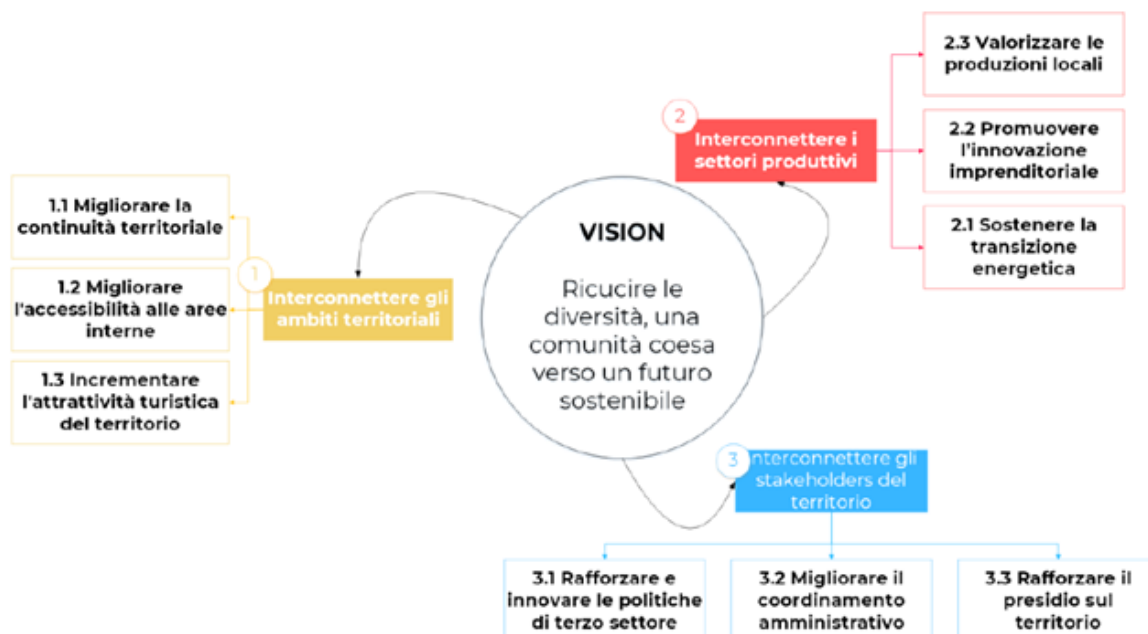 VISION
Ricucire le
diversità, una
comunità coesa
verso un futuro
sostenibile
1
Interconnettere gli
ambiti territoriali
1.1 Migliorare la
continuità territoriale
1.2 Migliorare
l'accessibilità alle aree
interne
1.3 Incrementare
l'attrattività turistica
del territorio
2
Interconnettere i
settori produttivi
2.3 Valorizzare le
produzioni locali
2.2 Promuovere
l'innovazione
imprenditoriale
2.1 Sostenere la
transizione
energetica
3
Interconnettere gli
stakeholders del
territorio
3.1 Rafforzare e
innovare le politiche
di terzo settore
3.2 Migliorare il
coordinamento
amministrativo
3.3 Rafforzare il
presidio sul
territorio